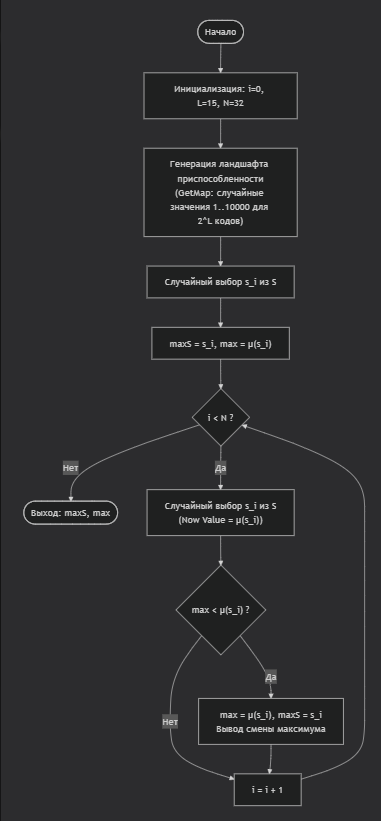 Начало
Инициализация: i=0,
L=15, N=32
Генерация ландшафта
приспособленности
(GetMap: случайные
значения 1..10000 для
2^L кодов)
Случайный выбор s_i из S
maxS = s_i, max = μ(s_i)
i < N ?
Нет
Да
Выход: maxS, max
Случайный выбор s_i из S
(Now Value = μ(s_i))
max < μ(s_i) ?
Да
Нет
max = μ(s_i), maxS = s_i
Вывод смены максимума
i = i + 1